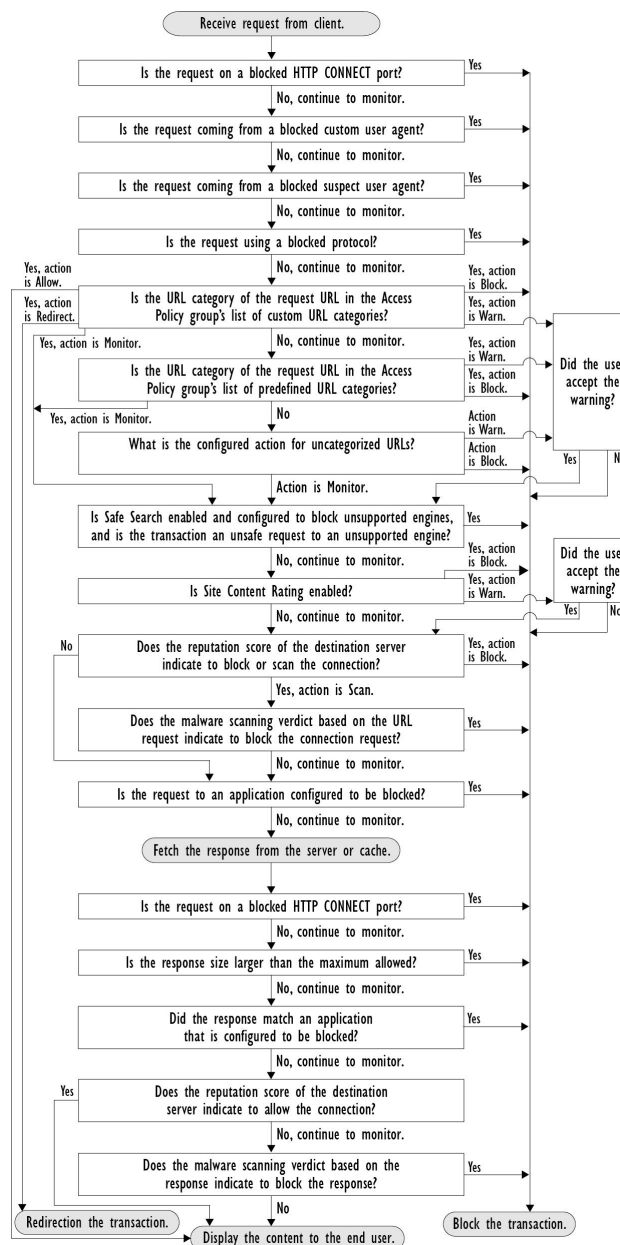 Receive request from client.
Is the request on a blocked HTTP CONNECT port?
Yes
No, continue to monitor.
Is the request coming from a blocked custom user agent?
Yes
No, continue to monitor.
Is the request coming from a blocked suspect user agent?
Yes
No, continue to monitor.
Is the request using a blocked protocol?
Yes
No, continue to monitor.
Yes, action
is Allow.
Yes, action
is Redirect.
Is the URL category of the request URL in the Access
Policy group's list of custom URL categories?
Yes, action
is Block.
Yes, action
is Warn.
Yes, action is Monitor.
No, continue to monitor.
Is the URL category of the request URL in the Access
Policy group's list of predefined URL categories?
Yes, action
is Warn.
Yes, action
is Block.
Did the use
accept the
warning?
Yes, action is Monitor.
No
What is the configured action for uncategorized URLs?
Action
is Warn.
Action
is Block.
Yes
N
Action is Monitor.
Is Safe Search enabled and configured to block unsupported engines,
and is the transaction an unsafe request to an unsupported engine?
Yes
No, continue to monitor.
Yes, action
is Block.
Is Site Content Rating enabled?
Yes, action
is Warn.
Did the use
accept the
warning?
Yes
No
No, continue to monitor.
No
Does the reputation score of the destination server
indicate to block or scan the connection?
Yes, action
is Block.
Yes, action is Scan.
Does the malware scanning verdict based on the URL
request indicate to block the connection request?
Yes
No, continue to monitor.
Is the request to an application configured to be blocked?
Yes
No, continue to monitor.
Fetch the response from the server or cache.
Is the request on a blocked HTTP CONNECT port?
Yes
No, continue to monitor.
Is the response size larger than the maximum allowed?
Yes
No, continue to monitor.
Did the response match an application
that is configured to be blocked?
Yes
No, continue to monitor.
Yes
Does the reputation score of the destination
server indicate to allow the connection?
No, continue to monitor.
Does the malware scanning verdict based on the
response indicate to block the response?
Yes
No
Redirection the transaction.
Display the content to the end user.
Block the transaction.